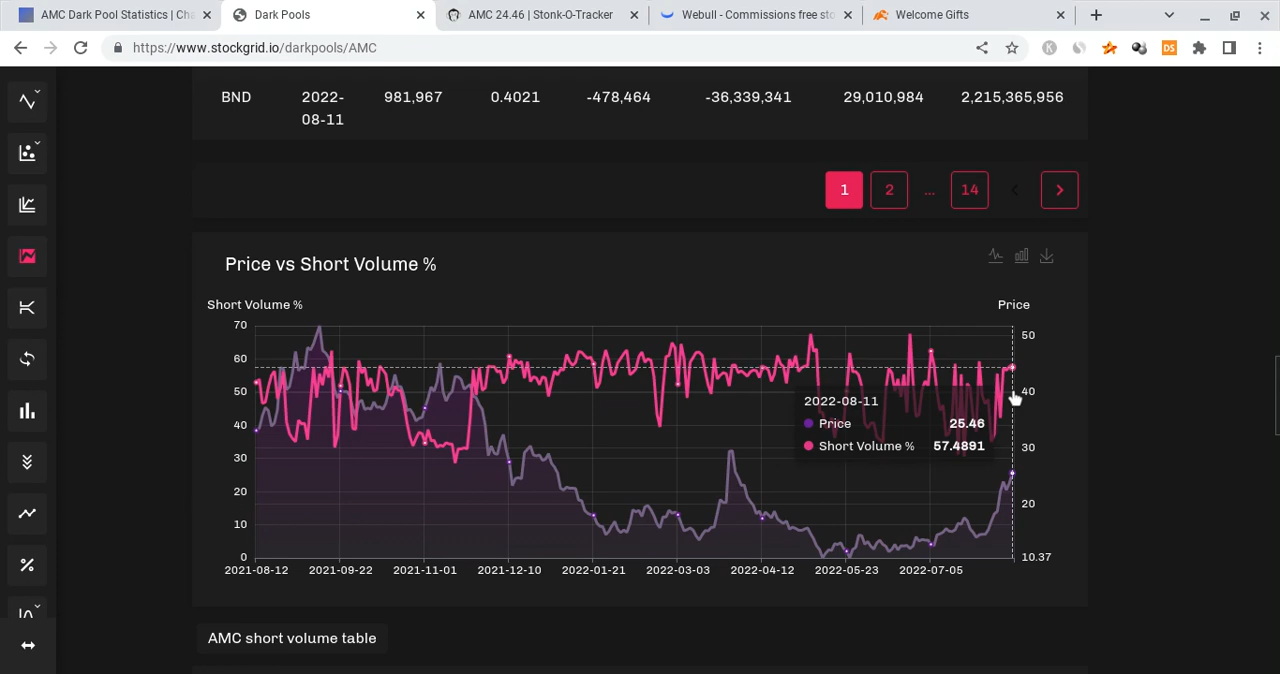 AMC Dark Pool Statistics | Cha
Dark Pools
AMC 24.46 | Stonk-O-Tracker
Webull - Commissions free sto
Welcome Gifts
https://www.stockgrid.io/darkpools/AMC
BND 2022-08-11 981,967 0.4021 -478,464 -36,339,341 29,010,984 2,215,365,956
1 2 ... 14
Price vs Short Volume %
Short Volume % Price
70
60
50
40
30
20
10
0
50
40
30
20
10.37
2022-08-11
Price 25.46
Short Volume % 57.4891
2021-08-12 2021-09-22 2021-11-01 2021-12-10 2022-01-21 2022-03-03 2022-04-12 2022-05-23 2022-07-05
AMC short volume table